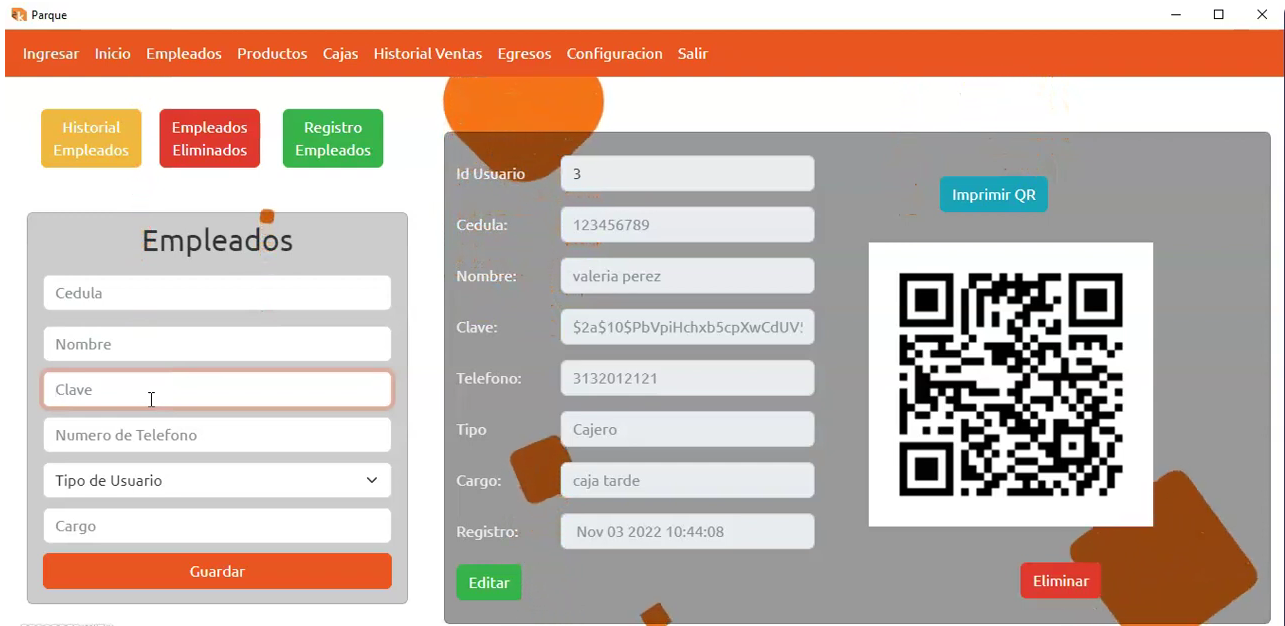 Parque
Ingresar Inicio Empleados Productos Cajas Historial Ventas Egresos Configuracion Salir
Historial
Empleados
Empleados
Eliminados
Registro
Empleados
Empleados
Cedula
Nombre
Clave
Numero de Telefono
Tipo de Usuario
Cargo
Guardar
Id Usuario 3
Cedula: 123456789
Nombre: valeria perez
Clave: $2a$10$PbVpiHchxb5cpXwCdUV
Telefono: 3132012121
Tipo Cajero
Cargo: caja tarde
Registro: Nov 03 2022 10:44:08
Editar
Imprimir QR
Eliminar